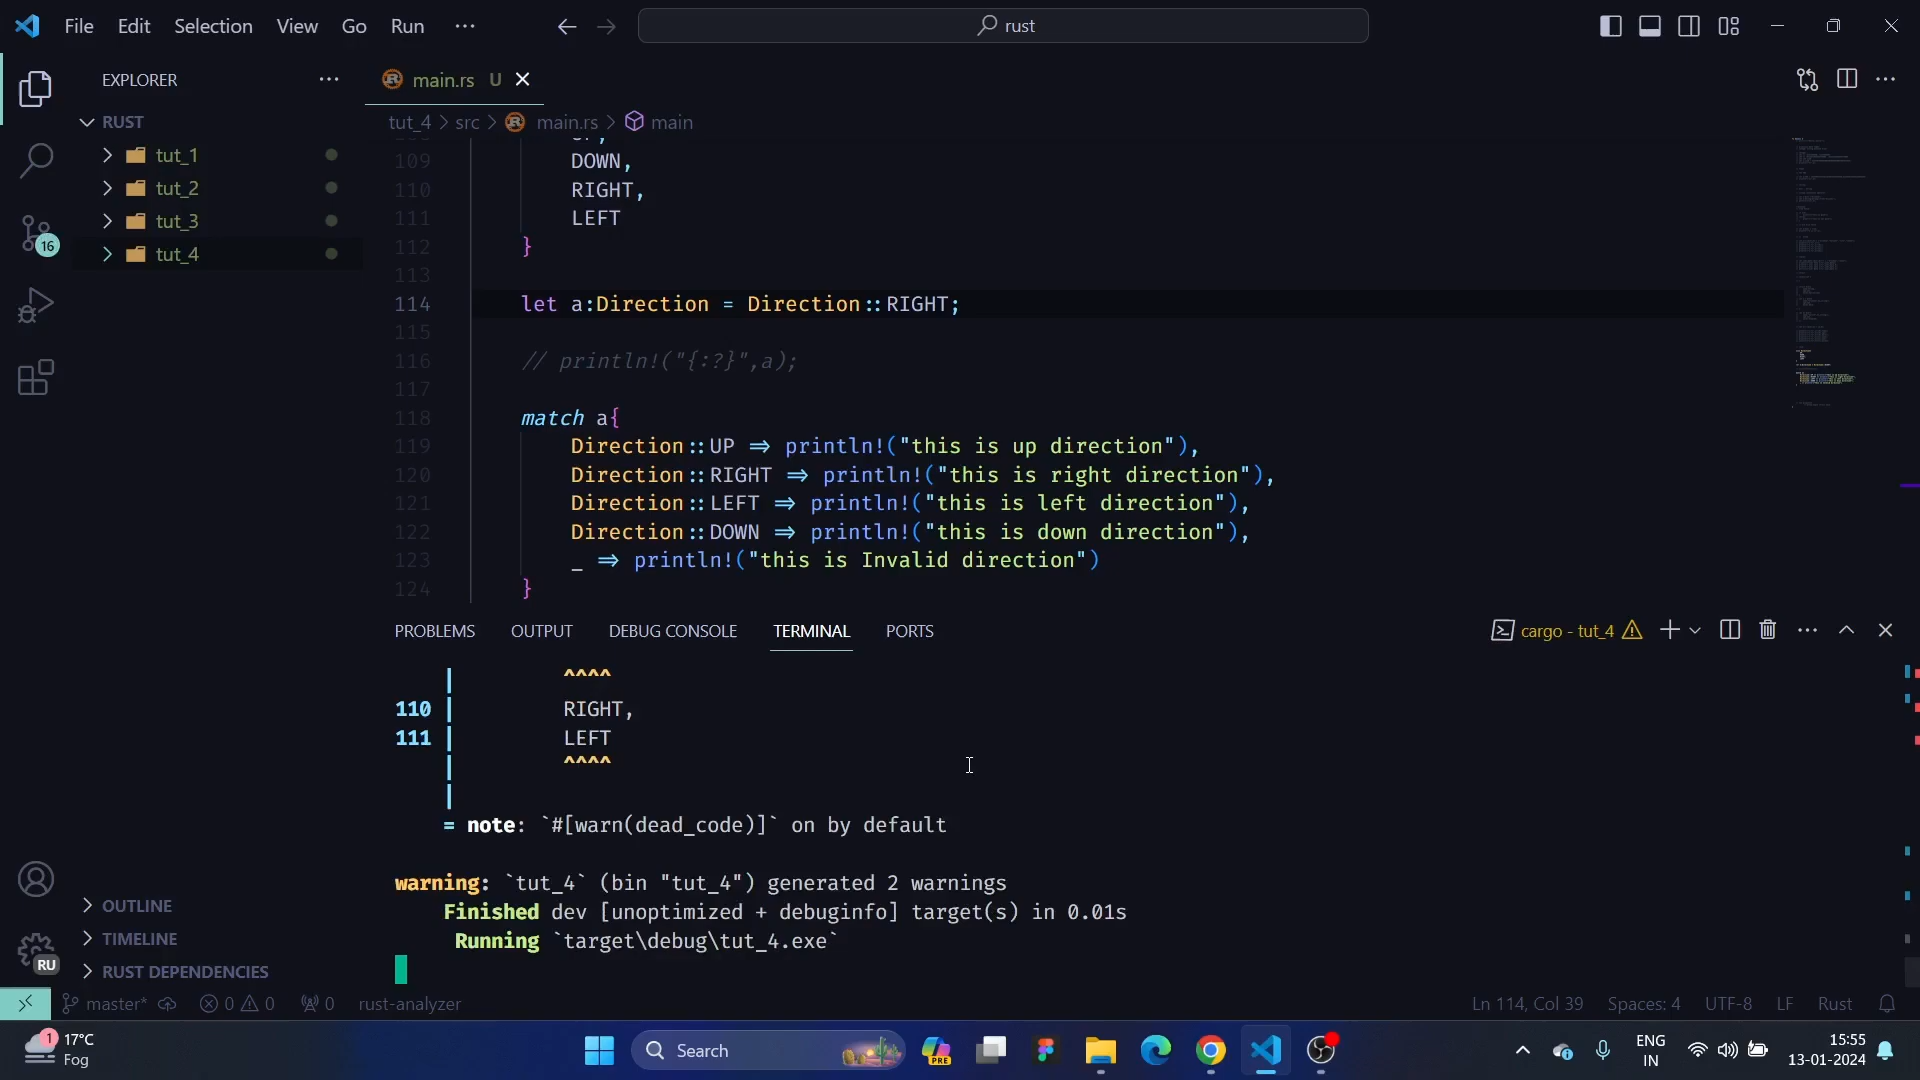 File Edit Selection View Go Run ···
rust
EXPLORER ···
RUST
tut_1
tut_2
tut_3
tut_4
16
main.rs U
tut_4 > src > main.rs > main
109 DOWN,
110 RIGHT,
111 LEFT
112 }
113
114 let a:Direction = Direction::RIGHT;
115
116 // println!("{:?}",a);
117
118 match a{
119 Direction::UP => println!("this is up direction"),
120 Direction::RIGHT => println!("this is right direction"),
121 Direction::LEFT => println!("this is left direction"),
122 Direction::DOWN => println!("this is down direction"),
123 _ => println!("this is Invalid direction")
124 }
PROBLEMS OUTPUT DEBUG CONSOLE TERMINAL PORTS
cargo - tut_4
| ^^^^
110 | RIGHT,
111 | LEFT
| ^^^^
|
= note: `#[warn(dead_code)]` on by default
warning: `tut_4` (bin "tut_4") generated 2 warnings
Finished dev [unoptimized + debuginfo] target(s) in 0.01s
Running `target\debug\tut_4.exe`
OUTLINE
TIMELINE
RUST DEPENDENCIES
RU
master* 0 0 0 rust-analyzer
Ln 114, Col 39 Spaces: 4 UTF-8 LF Rust
1
17°C
Fog
Search
PRE
ENG
IN
15:55
13-01-2024